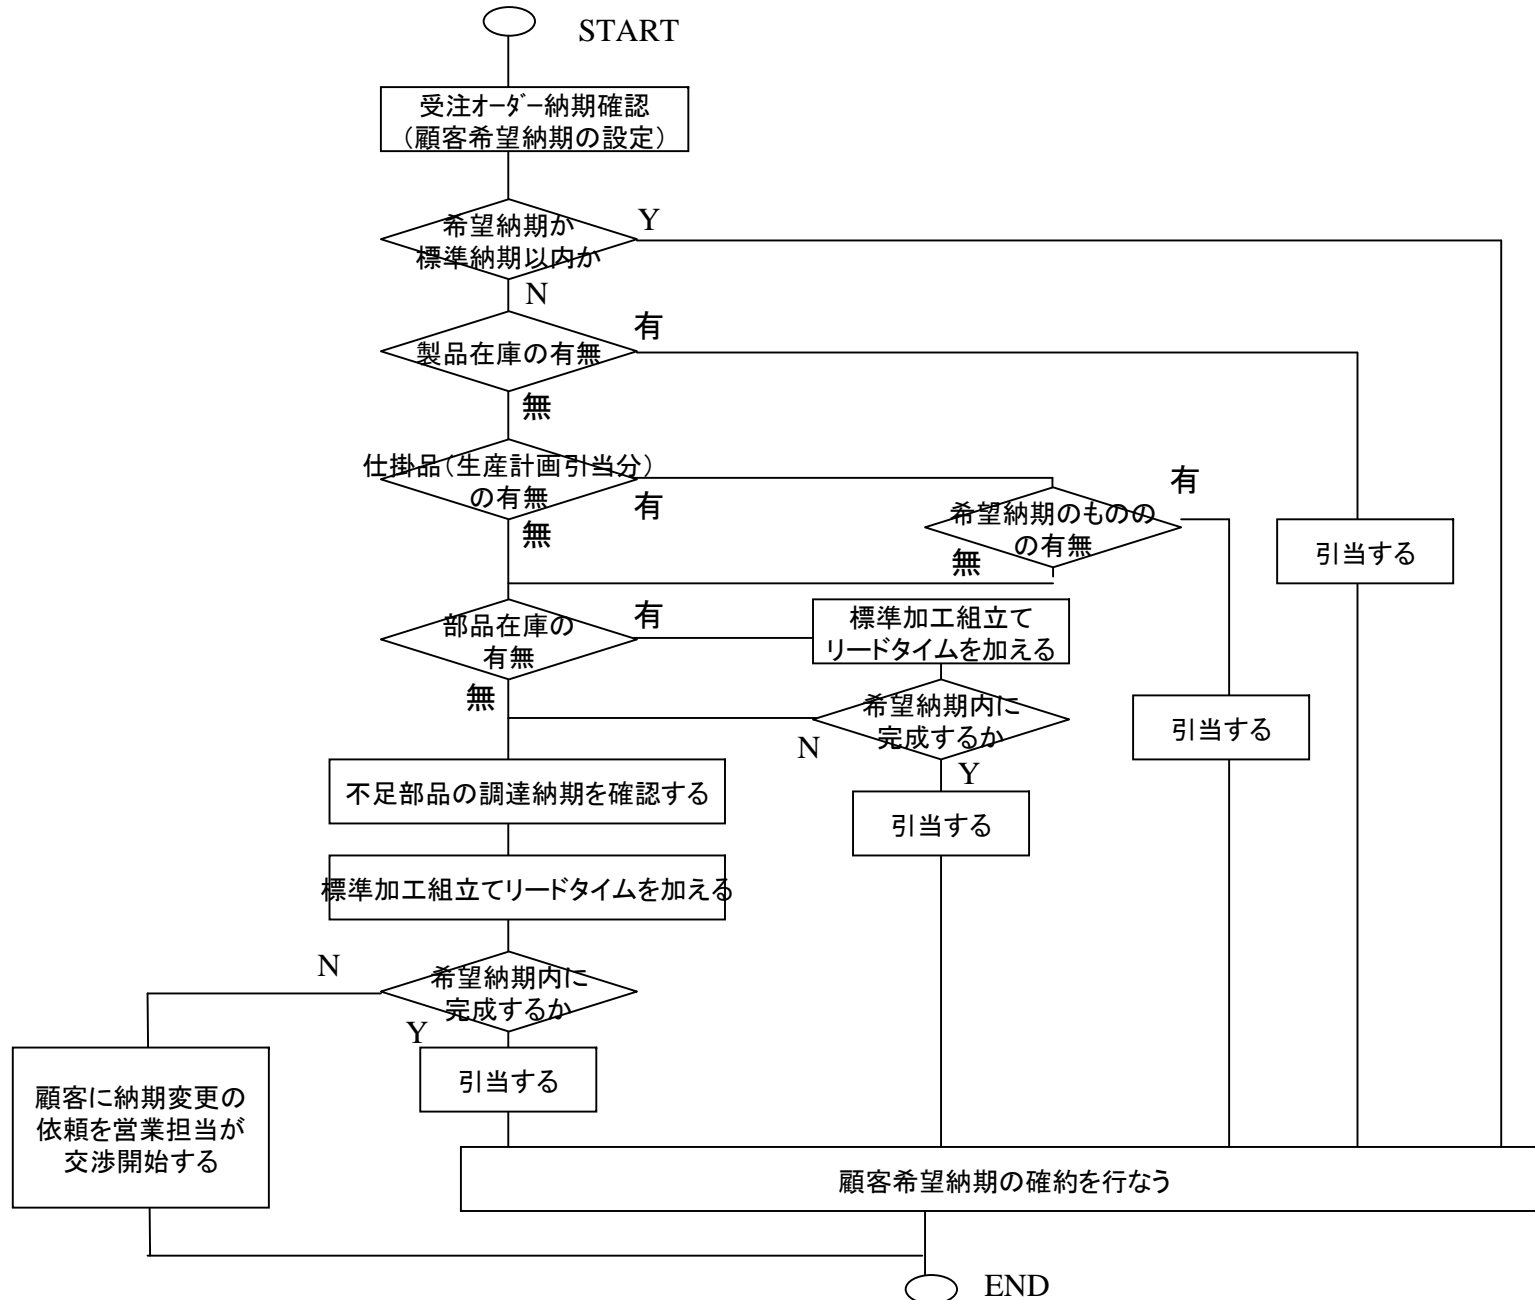 START
受注オーダー納期確認
（顧客希望納期の設定）
希望納期か
標準納期以内か
Y
N
製品在庫の有無
有
無
仕掛品（生産計画引当分）
の有無
有
無
希望納期のものの
の有無
有
無
引当する
部品在庫の
有無
有
無
標準加工組立て
リードタイムを加える
希望納期内に
完成するか
N
Y
引当する
引当する
不足部品の調達納期を確認する
標準加工組立てリードタイムを加える
希望納期内に
完成するか
N
Y
引当する
顧客に納期変更の
依頼を営業担当が
交渉開始する
顧客希望納期の確約を行なう
END